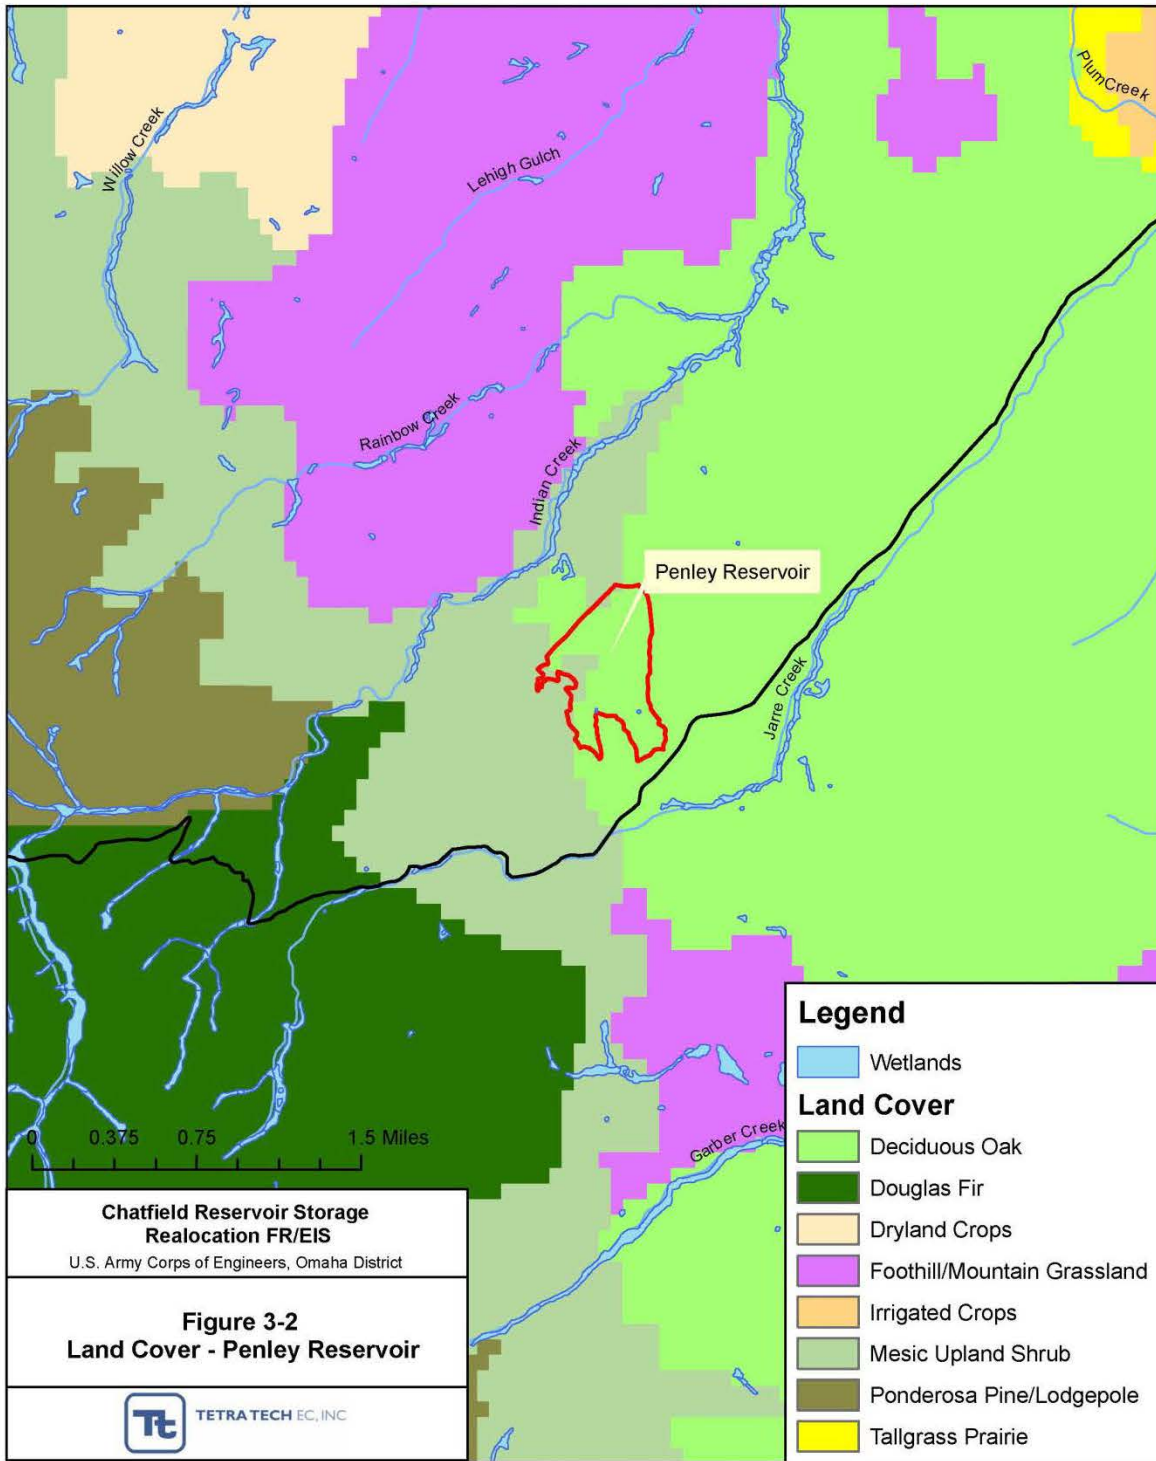 Plum Creek
Willow Creek
Lehigh Gulch
Rainbow Creek
Indian Creek
Penley Reservoir
Jarre Creek
Garber Creek
0 0.375 0.75 1.5 Miles
Legend
Wetlands
Land Cover
Deciduous Oak
Douglas Fir
Dryland Crops
Foothill/Mountain Grassland
Irrigated Crops
Mesic Upland Shrub
Ponderosa Pine/Lodgepole
Tallgrass Prairie
Chatfield Reservoir Storage
Realocation FR/EIS
U.S. Army Corps of Engineers, Omaha District
Figure 3-2
Land Cover - Penley Reservoir
Tt TETRA TECH EC, INC